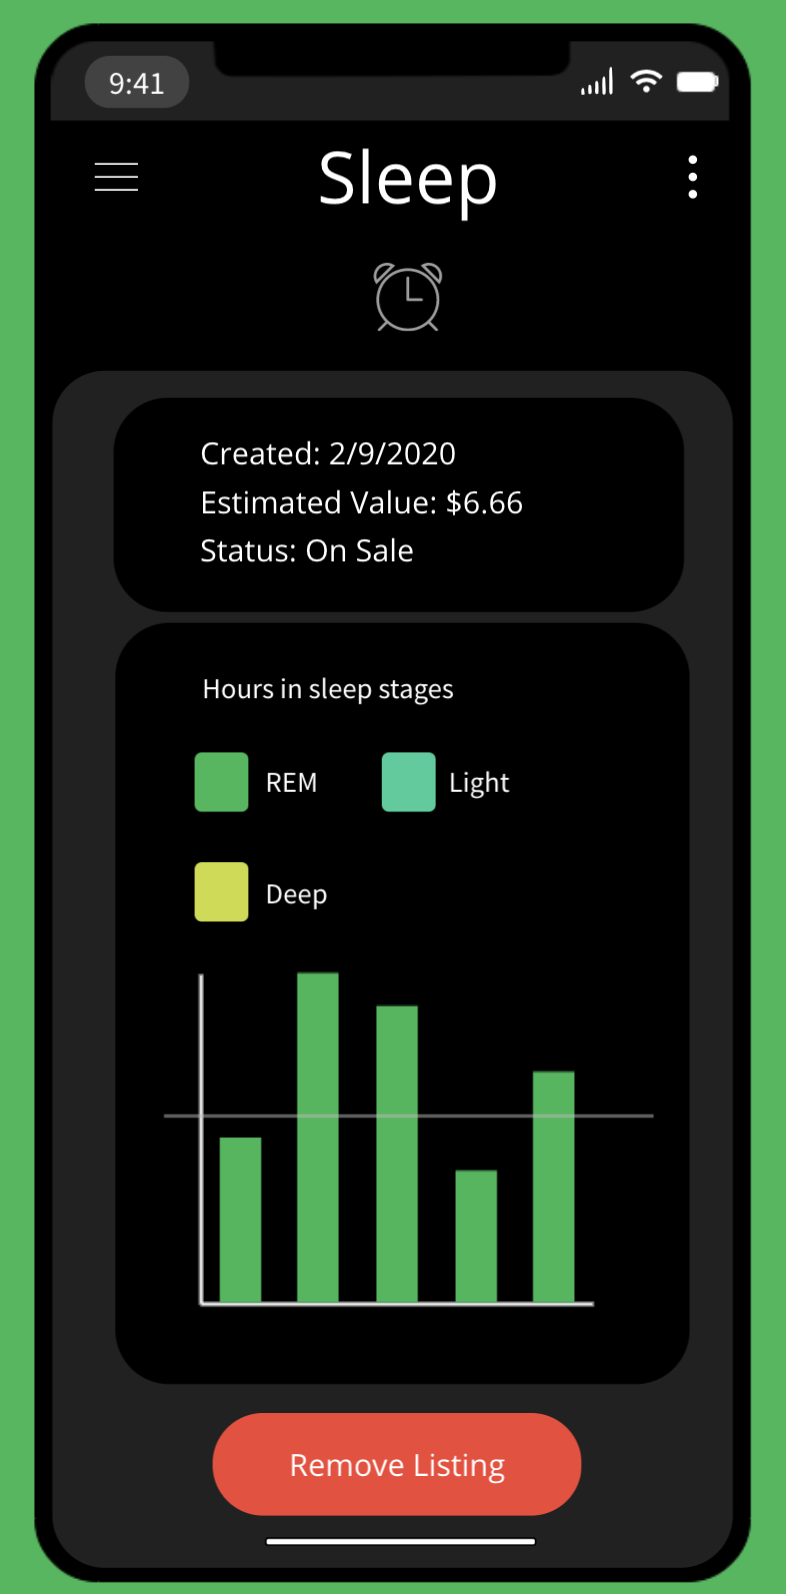 9:41
Sleep
Created: 2/9/2020
Estimated Value: $6.66
Status: On Sale
Hours in sleep stages
REM
Light
Deep
Remove Listing